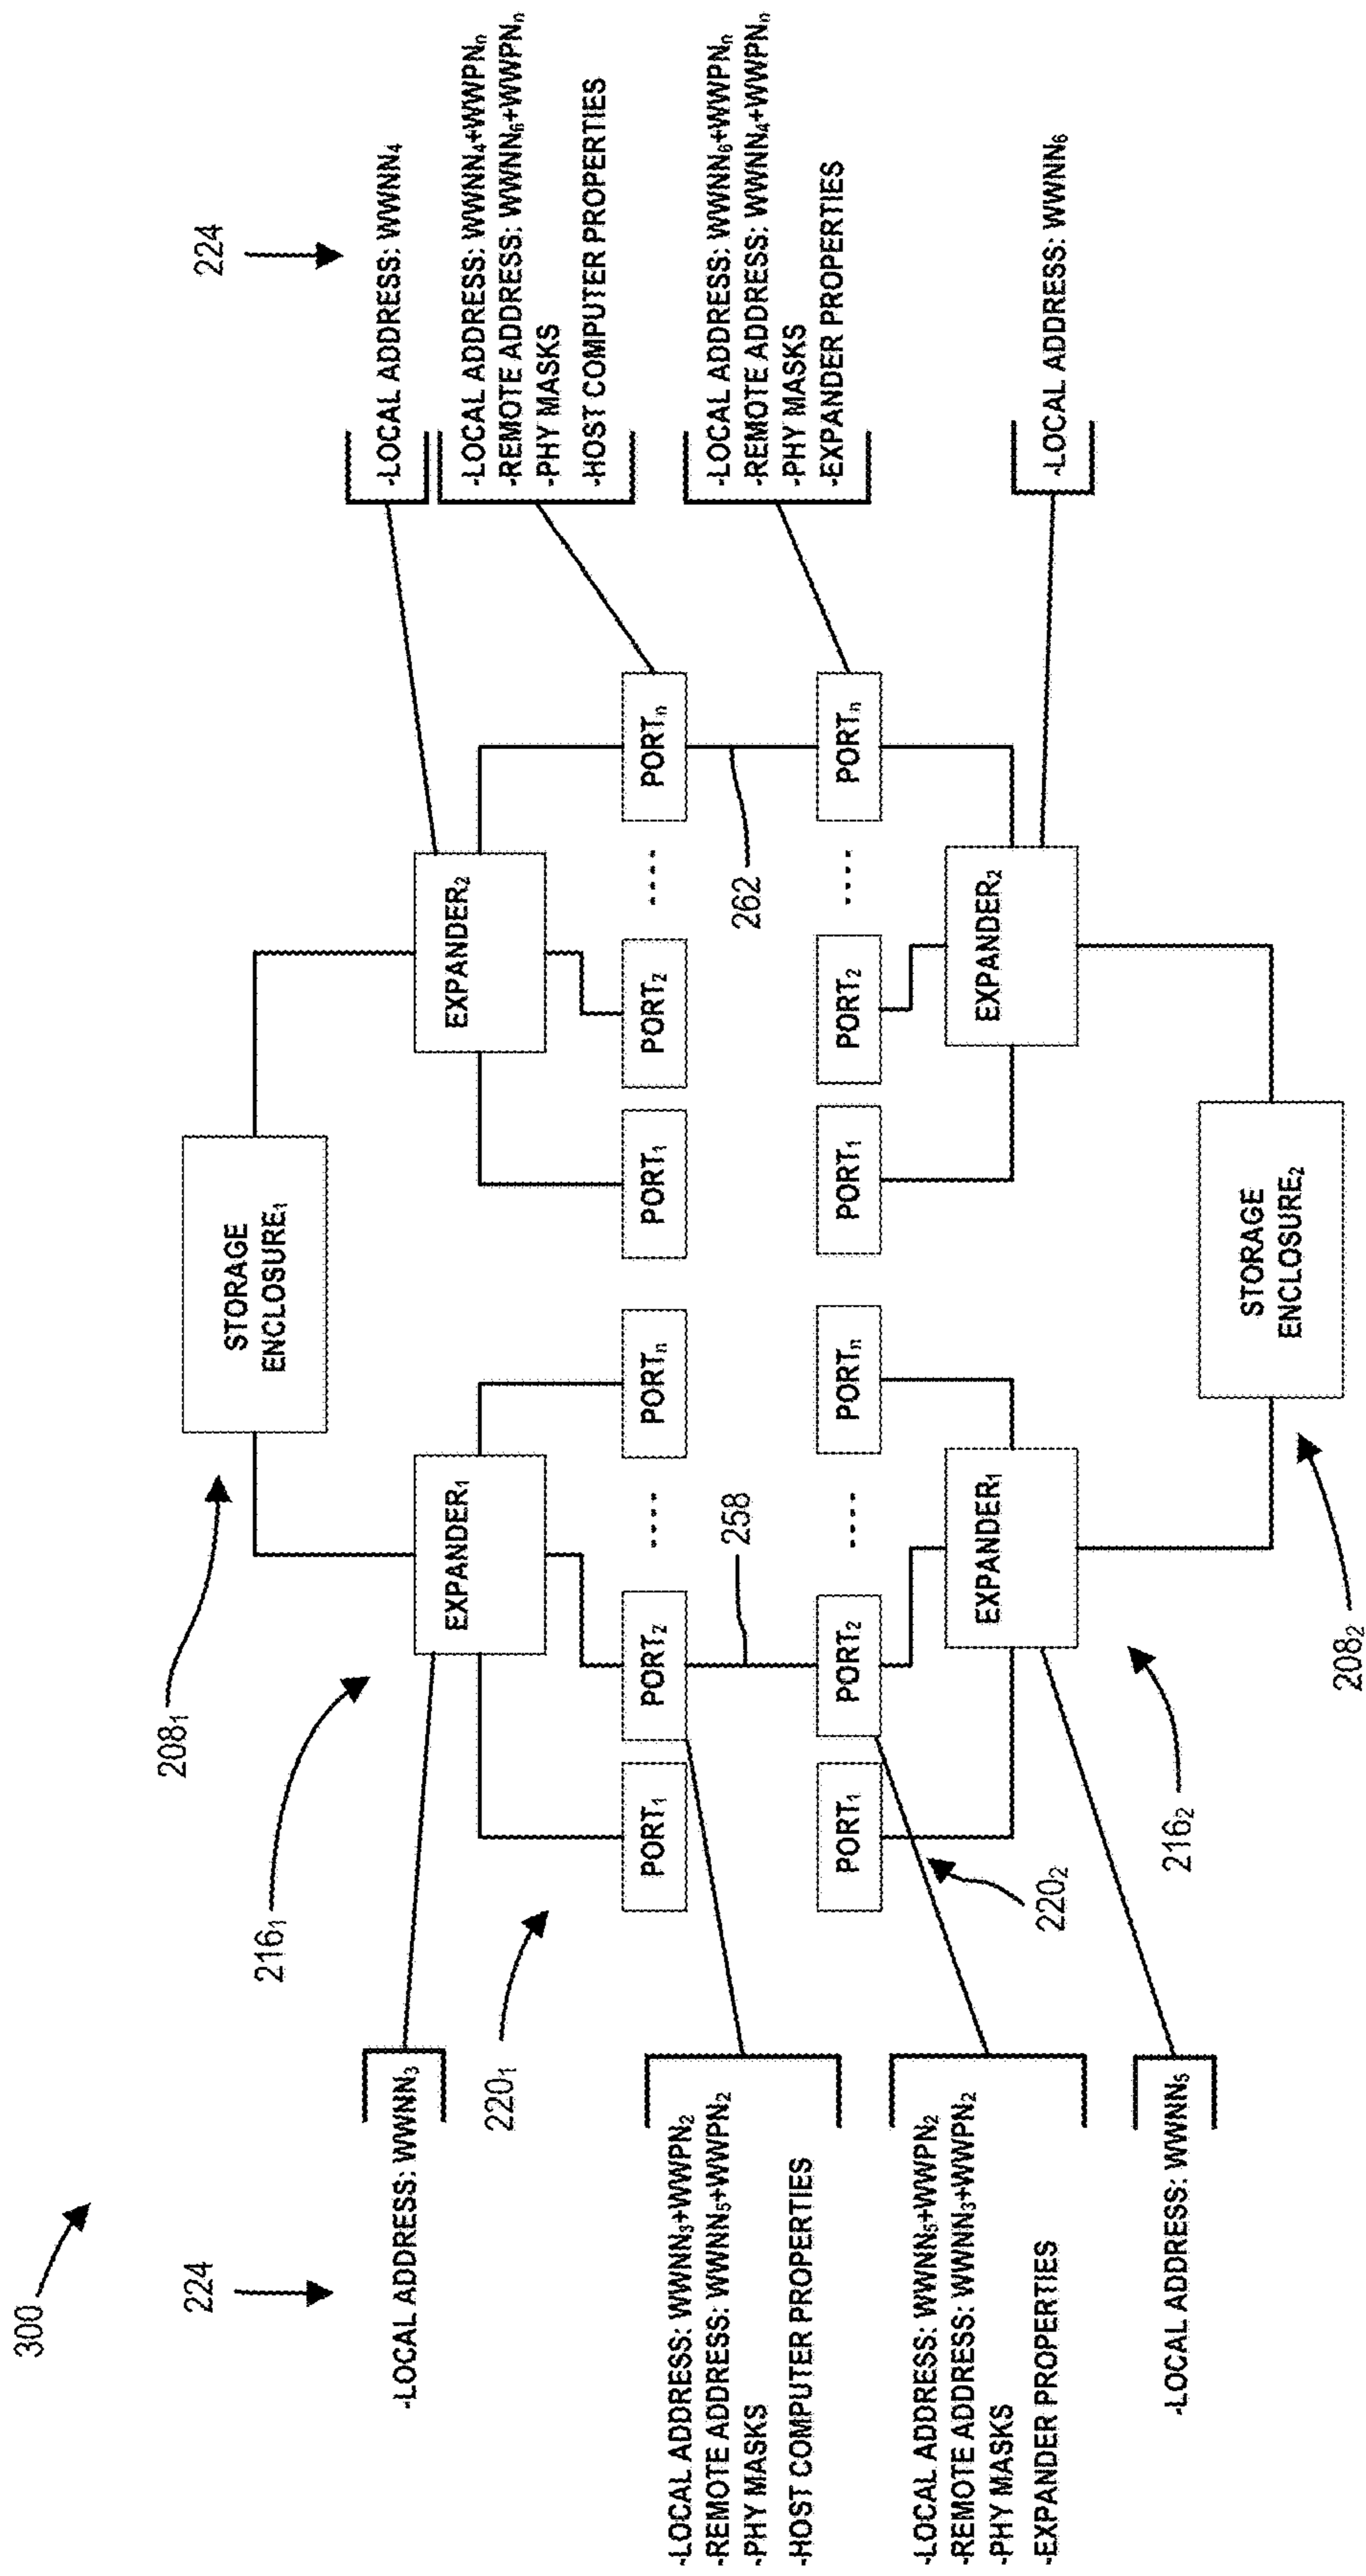 300
224
208₁
224
STORAGE
ENCLOSURE₁
216₁
-LOCAL ADDRESS: WWNN₃
-LOCAL ADDRESS: WWNN₄
EXPANDER₁
EXPANDER₂
220₁
-LOCAL ADDRESS: WWNN₄+WWPNₙ
-REMOTE ADDRESS: WWNN₆+WWPNₙ
-PHY MASKS
-HOST COMPUTER PROPERTIES
PORT₁
PORT₂
....
PORTₙ
PORT₁
PORT₂
....
PORTₙ
-LOCAL ADDRESS: WWNN₃+WWPN₂
-REMOTE ADDRESS: WWNN₅+WWPN₂
-PHY MASKS
-HOST COMPUTER PROPERTIES
258
262
-LOCAL ADDRESS: WWNN₆+WWPNₙ
-REMOTE ADDRESS: WWNN₄+WWPNₙ
-PHY MASKS
-EXPANDER PROPERTIES
PORT₁
PORT₂
....
PORTₙ
PORT₁
PORT₂
....
PORTₙ
-LOCAL ADDRESS: WWNN₅+WWPN₂
-REMOTE ADDRESS: WWNN₃+WWPN₂
-PHY MASKS
-EXPANDER PROPERTIES
EXPANDER₁
EXPANDER₂
220₂
-LOCAL ADDRESS: WWNN₆
-LOCAL ADDRESS: WWNN₅
216₂
STORAGE
ENCLOSURE₂
208₂